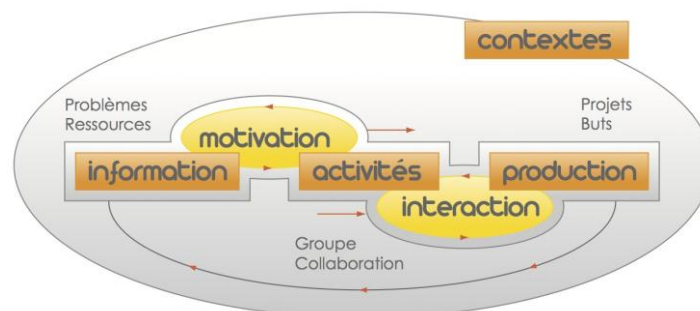 contextes
Problèmes
Ressources
Projets
Buts
motivation
information
activités
production
interaction
Groupe
Collaboration